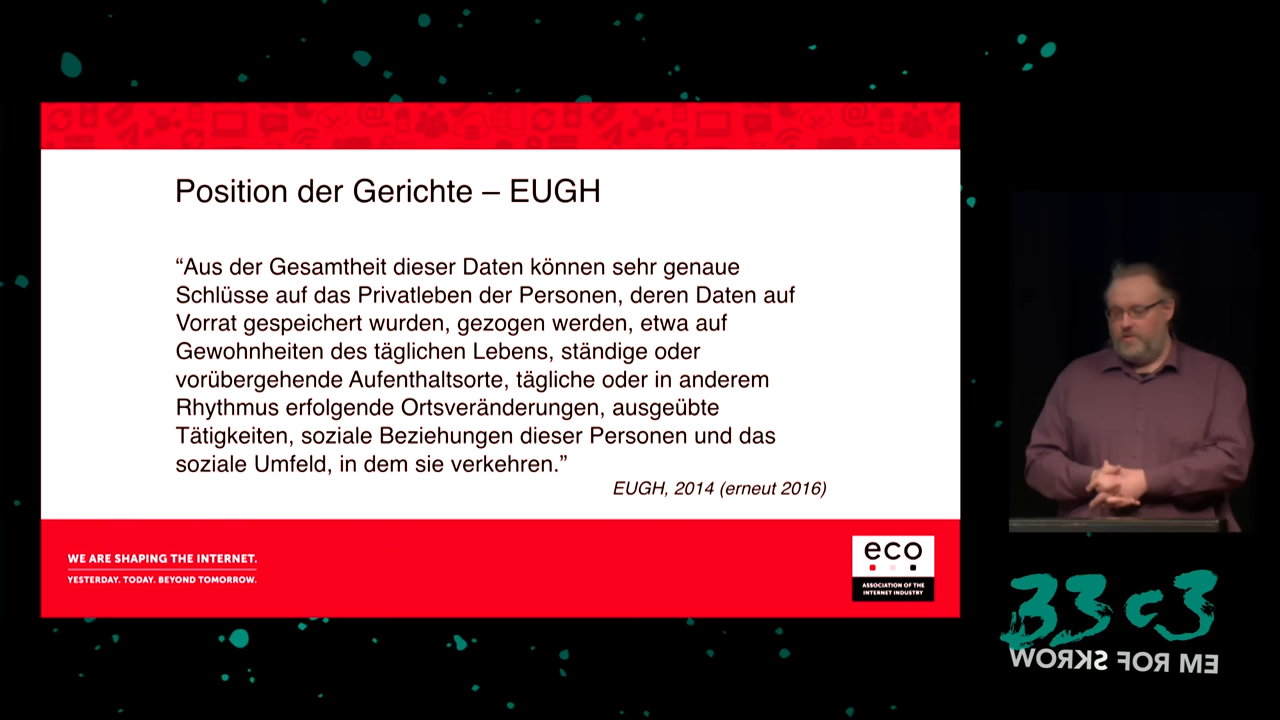 Position der Gerichte – EUGH
“Aus der Gesamtheit dieser Daten können sehr genaue
Schlüsse auf das Privatleben der Personen, deren Daten auf
Vorrat gespeichert wurden, gezogen werden, etwa auf
Gewohnheiten des täglichen Lebens, ständige oder
vorübergehende Aufenthaltsorte, tägliche oder in anderem
Rhythmus erfolgende Ortsveränderungen, ausgeübte
Tätigkeiten, soziale Beziehungen dieser Personen und das
soziale Umfeld, in dem sie verkehren.”
EUGH, 2014 (erneut 2016)
WE ARE SHAPING THE INTERNET.
YESTERDAY. TODAY. BEYOND TOMORROW.
eco
ASSOCIATION OF THE
INTERNET INDUSTRY
33c3
WORKS FOR ME